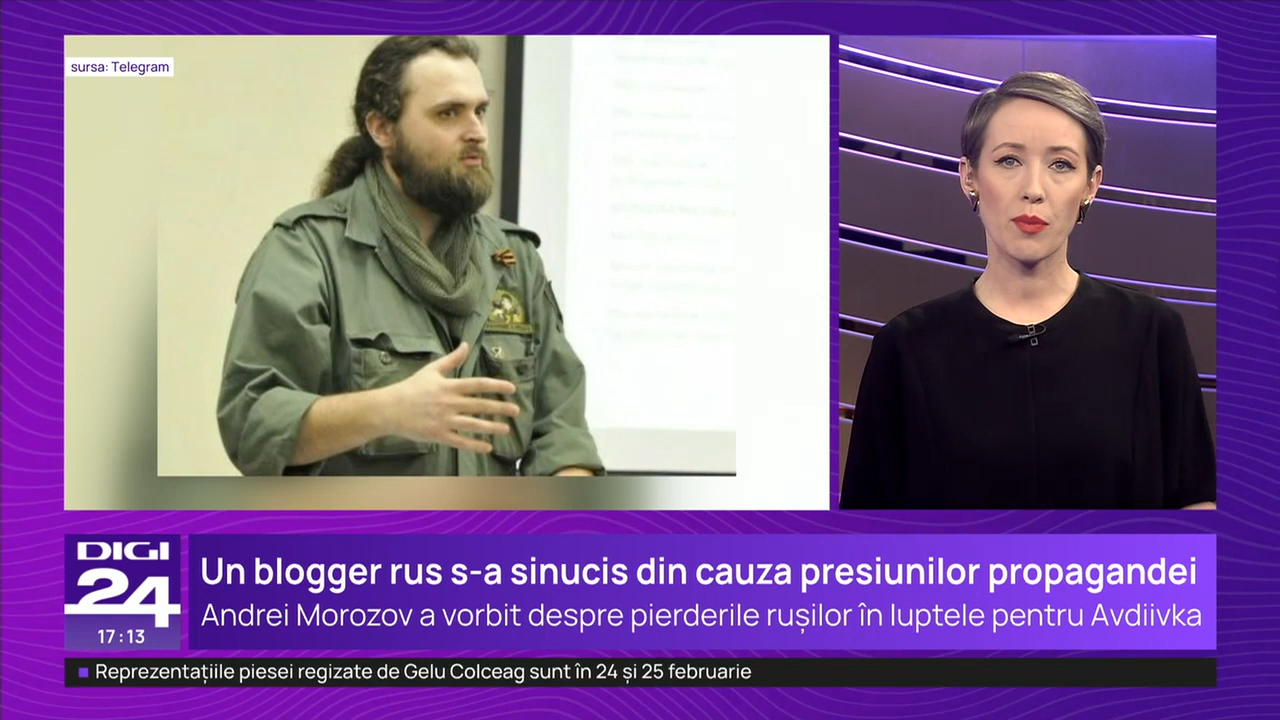 sursa: Telegram
DIGI
24
17:13
Un blogger rus s-a sinucis din cauza presiunilor propagandei
Andrei Morozov a vorbit despre pierderile rușilor în luptele pentru Avdiivka
Reprezentațiile piesei regizate de Gelu Colceag sunt în 24 și 25 februarie